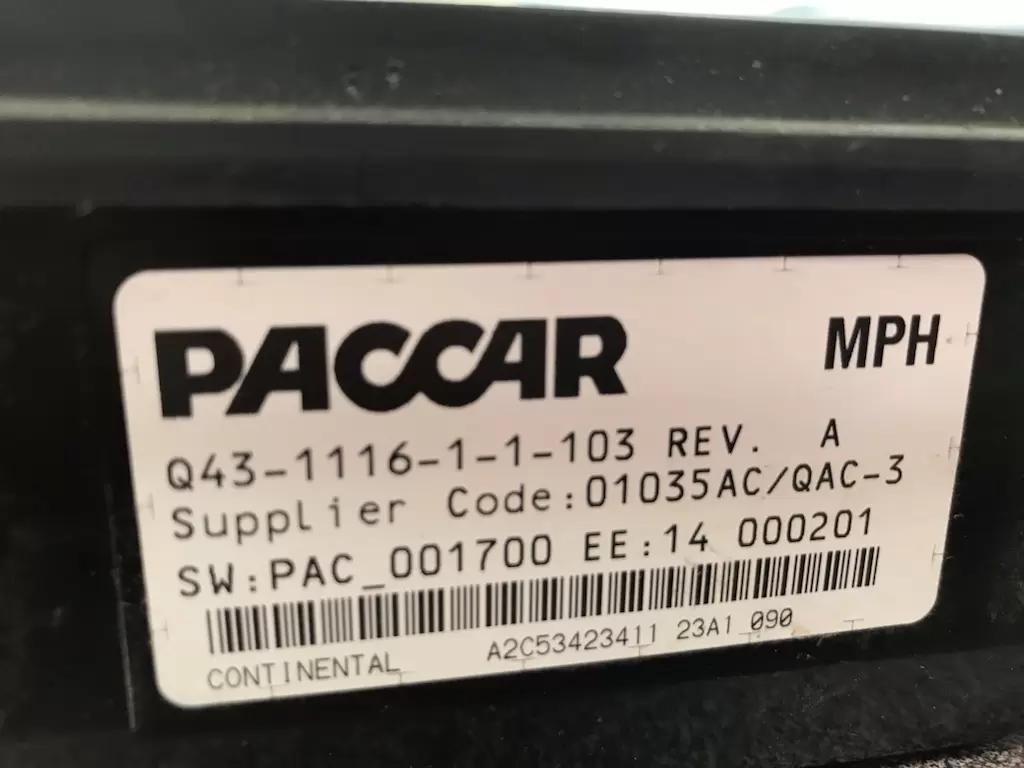 PACCAR MPH
Q43-1116-1-1-103 REV. A
Supplier Code:01035AC/QAC-3
SW:PAC_001700 EE:14 000201
CONTINENTAL A2C53423411 23A1 090